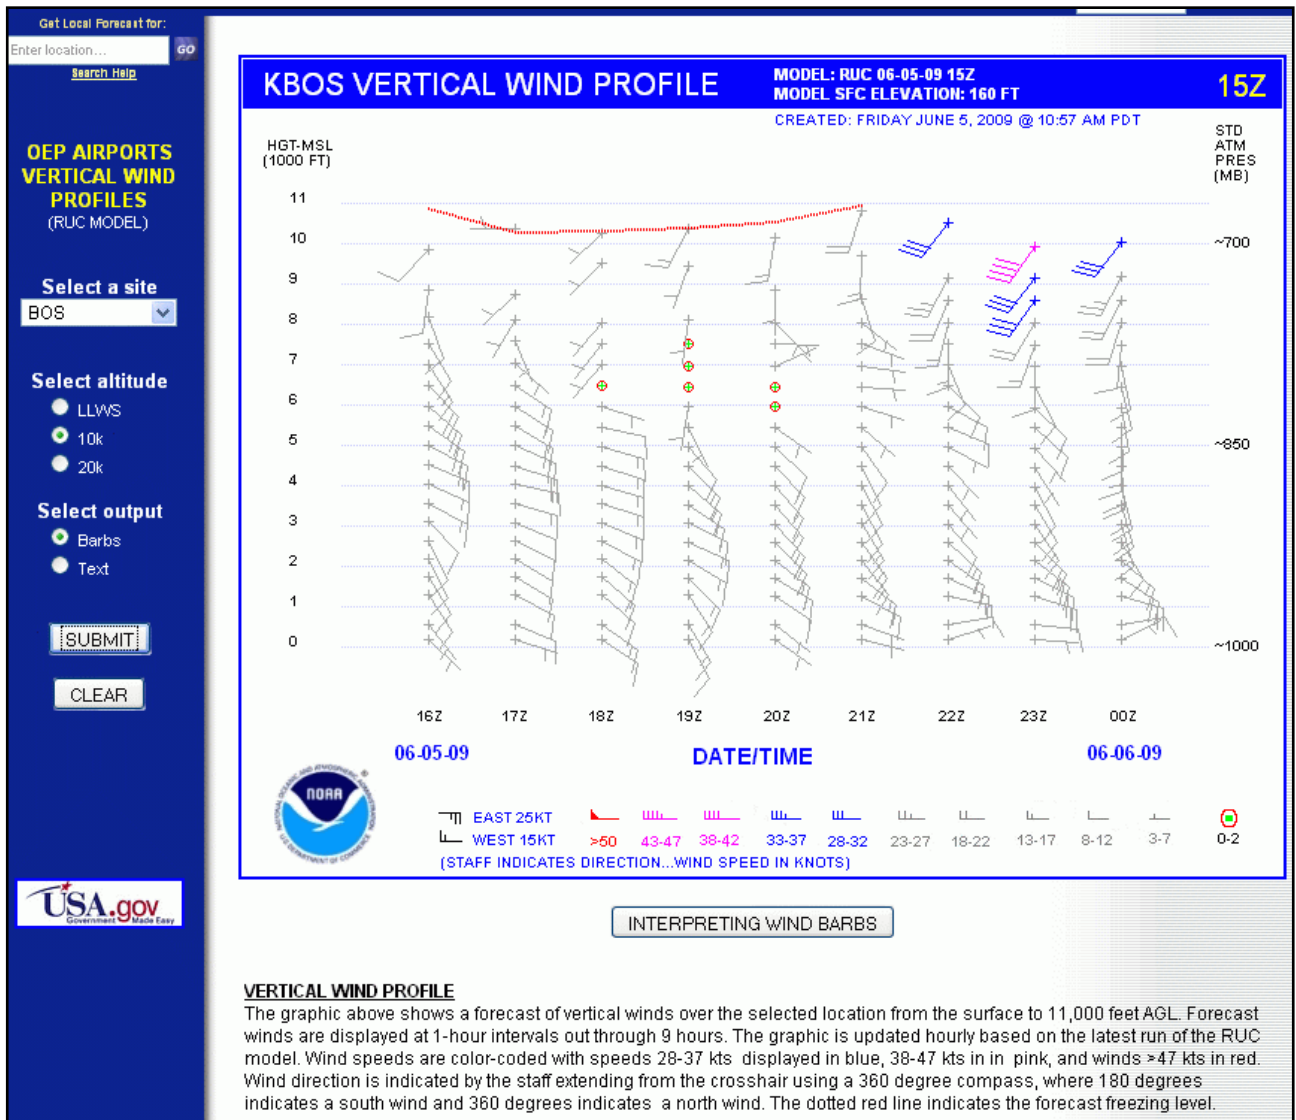 Get Local Forecast for:
Enter location...
GO
Search Help
OEP AIRPORTS
VERTICAL WIND
PROFILES
(RUC MODEL)
Select a site
BOS
Select altitude
LLWS
10k
20k
Select output
Barbs
Text
SUBMIT
CLEAR
USA.gov
Government Made Easy
KBOS VERTICAL WIND PROFILE
MODEL: RUC 06-05-09 15Z
MODEL SFC ELEVATION: 160 FT
15Z
CREATED: FRIDAY JUNE 5, 2009 @ 10:57 AM PDT
HGT-MSL
(1000 FT)
STD
ATM
PRES
(MB)
11
10
~700
9
8
7
6
5
~850
4
3
2
1
0
~1000
16Z 17Z 18Z 19Z 20Z 21Z 22Z 23Z 00Z
06-05-09 DATE/TIME 06-06-09
NOAA
NATIONAL OCEANIC AND ATMOSPHERIC ADMINISTRATION
U.S. DEPARTMENT OF COMMERCE
EAST 25KT
WEST 15KT >50 43-47 38-42 33-37 28-32 23-27 18-22 13-17 8-12 3-7 0-2
(STAFF INDICATES DIRECTION...WIND SPEED IN KNOTS)
INTERPRETING WIND BARBS
VERTICAL WIND PROFILE
The graphic above shows a forecast of vertical winds over the selected location from the surface to 11,000 feet AGL. Forecast
winds are displayed at 1-hour intervals out through 9 hours. The graphic is updated hourly based on the latest run of the RUC
model. Wind speeds are color-coded with speeds 28-37 kts displayed in blue, 38-47 kts in in pink, and winds >47 kts in red.
Wind direction is indicated by the staff extending from the crosshair using a 360 degree compass, where 180 degrees
indicates a south wind and 360 degrees indicates a north wind. The dotted red line indicates the forecast freezing level.